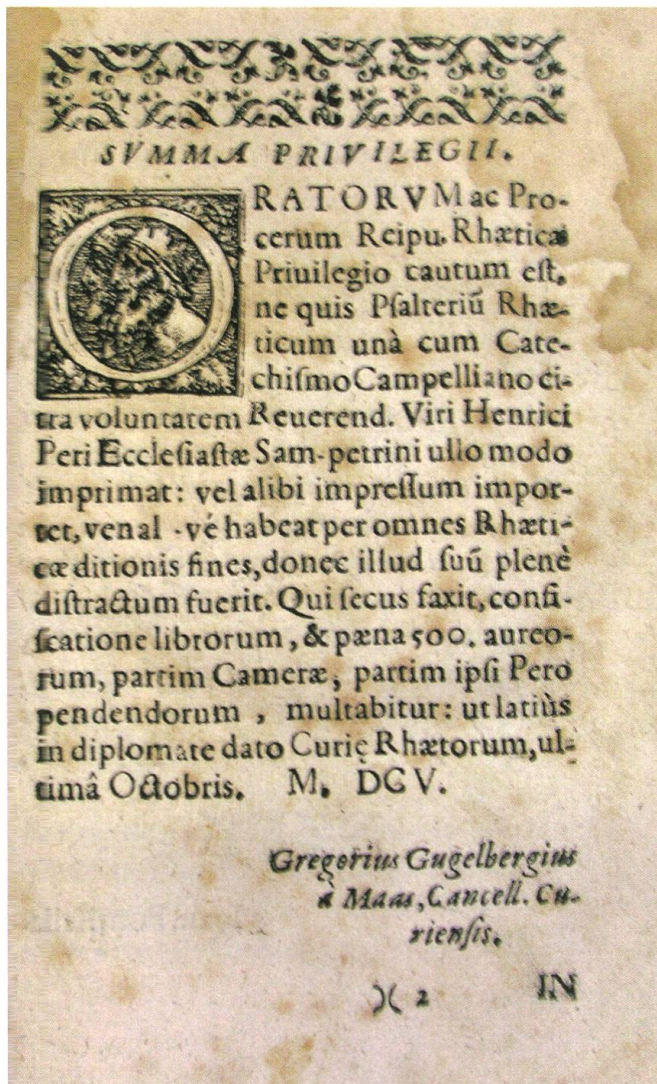 SVMMA PRIVILEGII.
ORATORVM ac Pro-
cerum Reipu. Rhæticæ
Priuilegio cautum eſt,
ne quis Pſalteriũ Rhæ-
ticum unà cum Cate-
chiſmo Campelliano ci-
tra voluntatem Reuerend. Viri Henrici
Peri Eccleſiaſtæ Sam-petrini ullo modo
imprimat: vel alibi impreſſum impor-
tet, venal -vé habeat per omnes Rhæti-
cæ ditionis fines, donec illud ſuũ plenè
diſtractum fuerit. Qui ſecus faxit, confi-
ſcatione librorum, & pæna 500. aureo-
rum, partim Cameræ, partim ipſi Pero
pendendorum, multabitur: ut latiùs
in diplomate dato Curię Rhætorum, ul-
timâ Octobris. M. DC V.
Gregorius Gugelbergius
à Maas, Cancell. Cu-
rienſis.
)( 2 IN